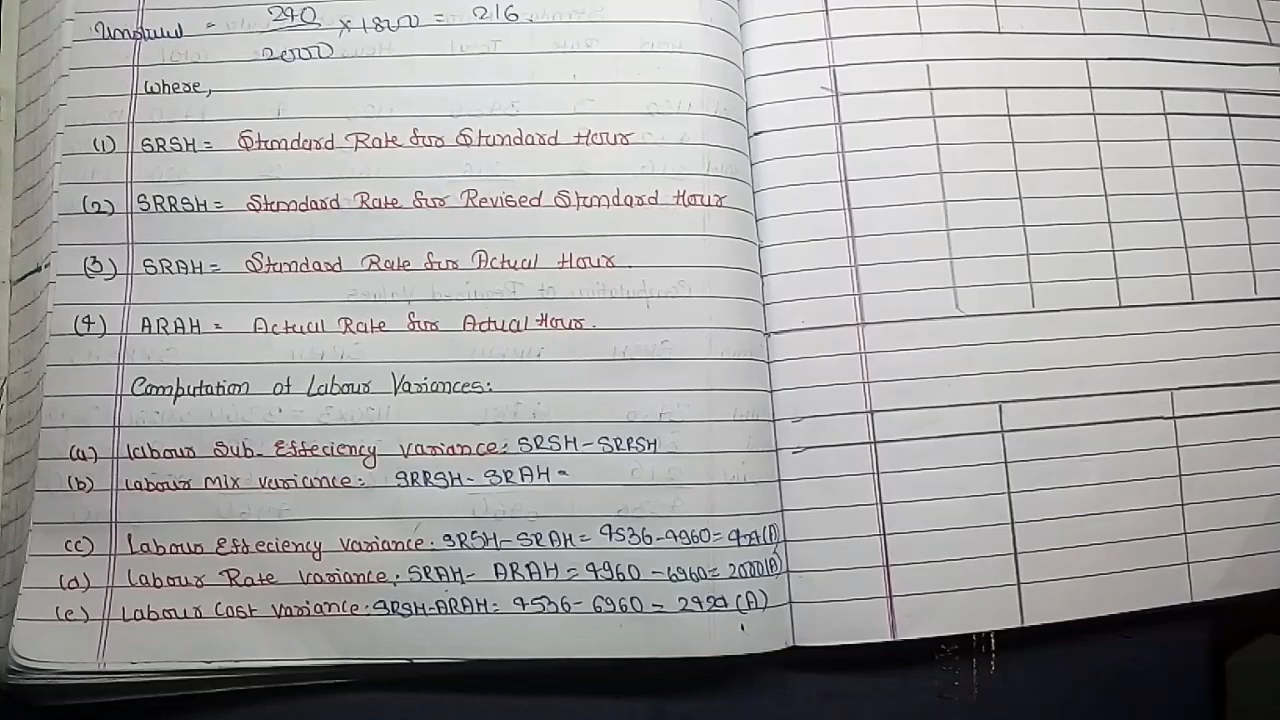 = 240/2000 × 1800 = 216.
Where,
(1) SRSH = Standard Rate for Standard Hour
(2) SRRSH = Standard Rate for Revised Standard Hour
(3) SRAH = Standard Rate for Actual Hour.
(4) ARAH = Actual Rate for Actual Hour.
Computation of Labour Variances:
(a) Labour Sub-Effeciency variance: SRSH-SRRSH
(b) Labour Mix variance: SRRSH-SRAH =
(c) Labour Effeciency variance: SRSH-SRAH = 4536-4960= 424(A)
(d) Labour Rate variance: SRAH-ARAH = 4960-6960= 2000(A)
(e) Labour Cost variance: SRSH-ARAH= 4536-6960 = 2424 (A)